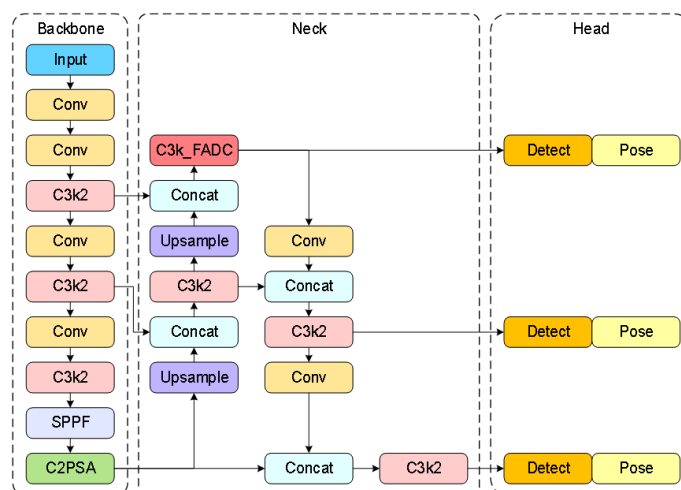 Backbone
Neck
Head
Input
Conv
Conv
C3k_FADC
Detect
Pose
C3k2
Concat
Conv
Upsample
Conv
C3k2
C3k2
Concat
Conv
Concat
C3k2
Detect
Pose
C3k2
Upsample
Conv
SPPF
C2PSA
Concat
C3k2
Detect
Pose